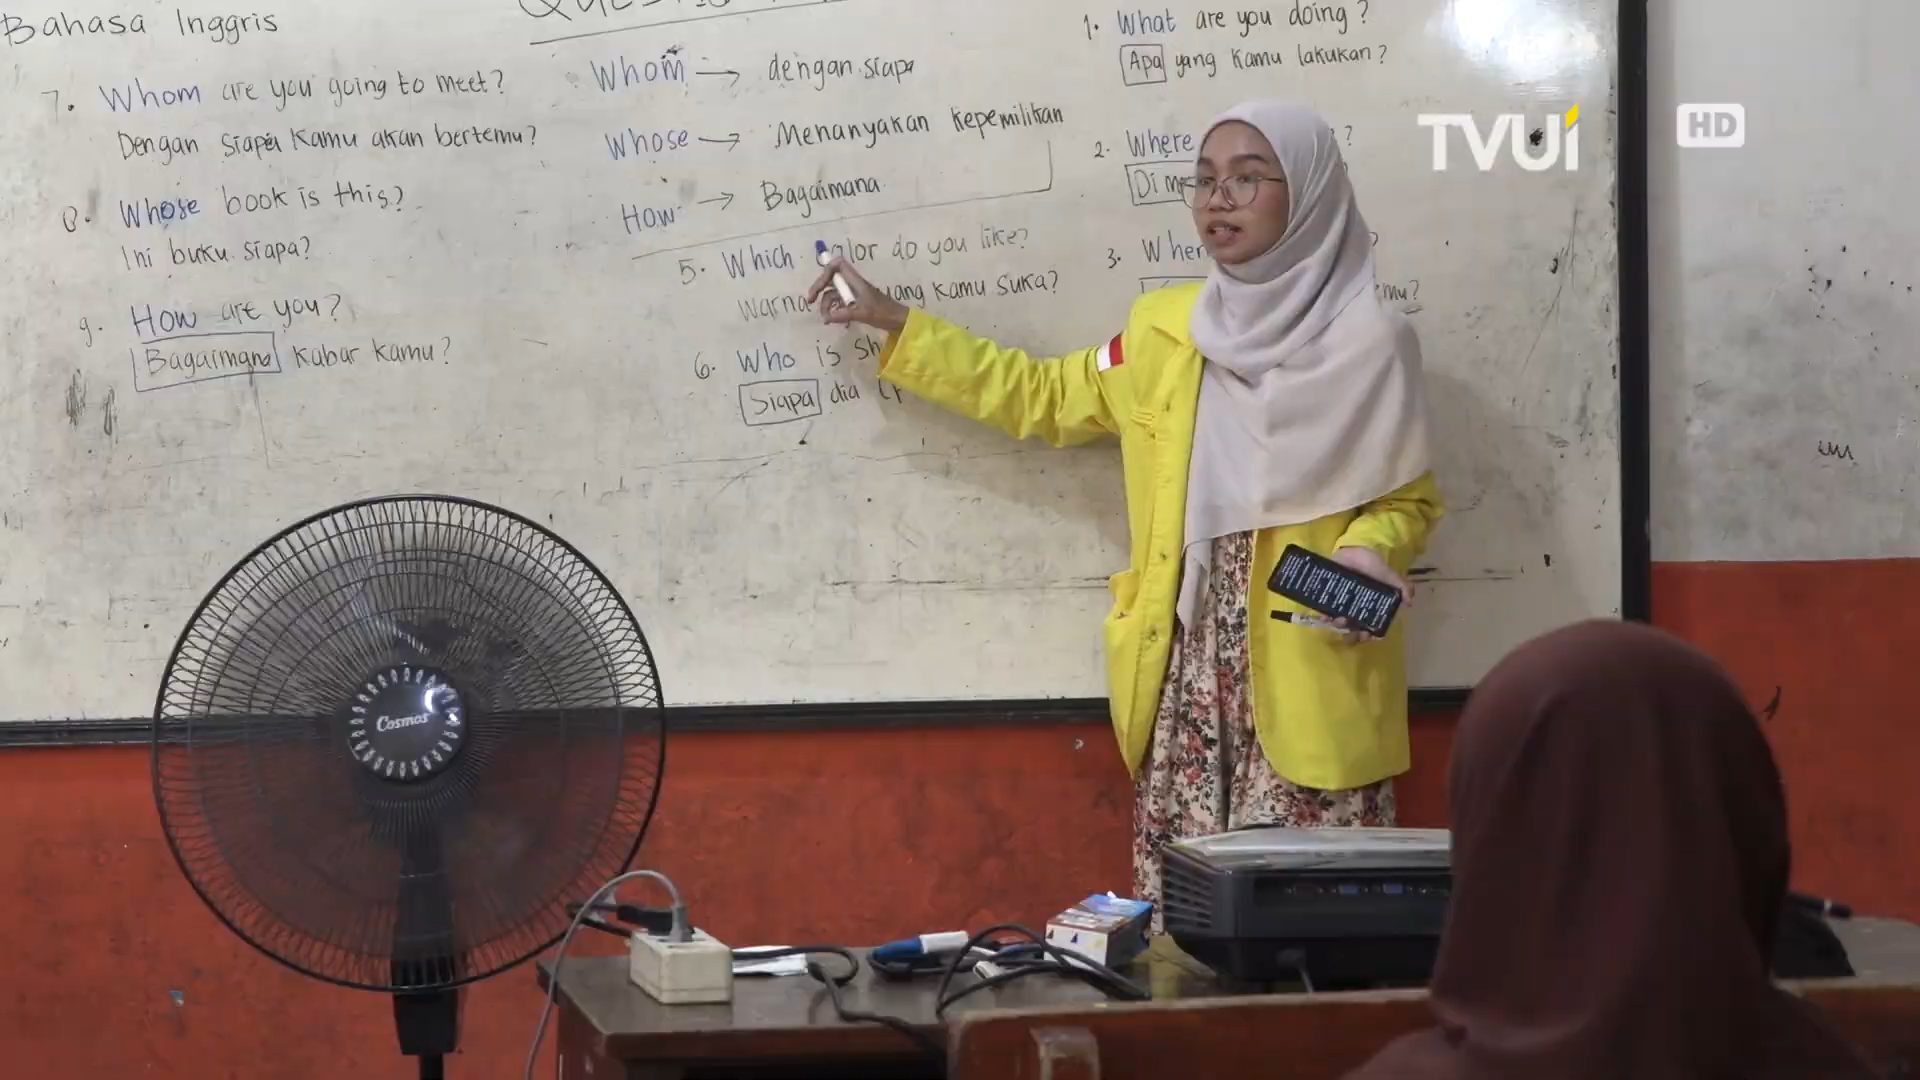 Bahasa Inggris
7. Whom are you going to meet?
Dengan siapa kamu akan bertemu?
8. Whose book is this?
Ini buku siapa?
9. How are you?
Bagaimana kabar kamu?
Whom → dengan siapa
Whose → Menanyakan kepemilikan
How → Bagaimana
5. Which color do you like?
Warna yang kamu suka?
6. Who is
Siapa dia
1. What are you doing?
Apa yang kamu lakukan?
2. Where ?
Di
3.
TVUI
HD
Cosmos